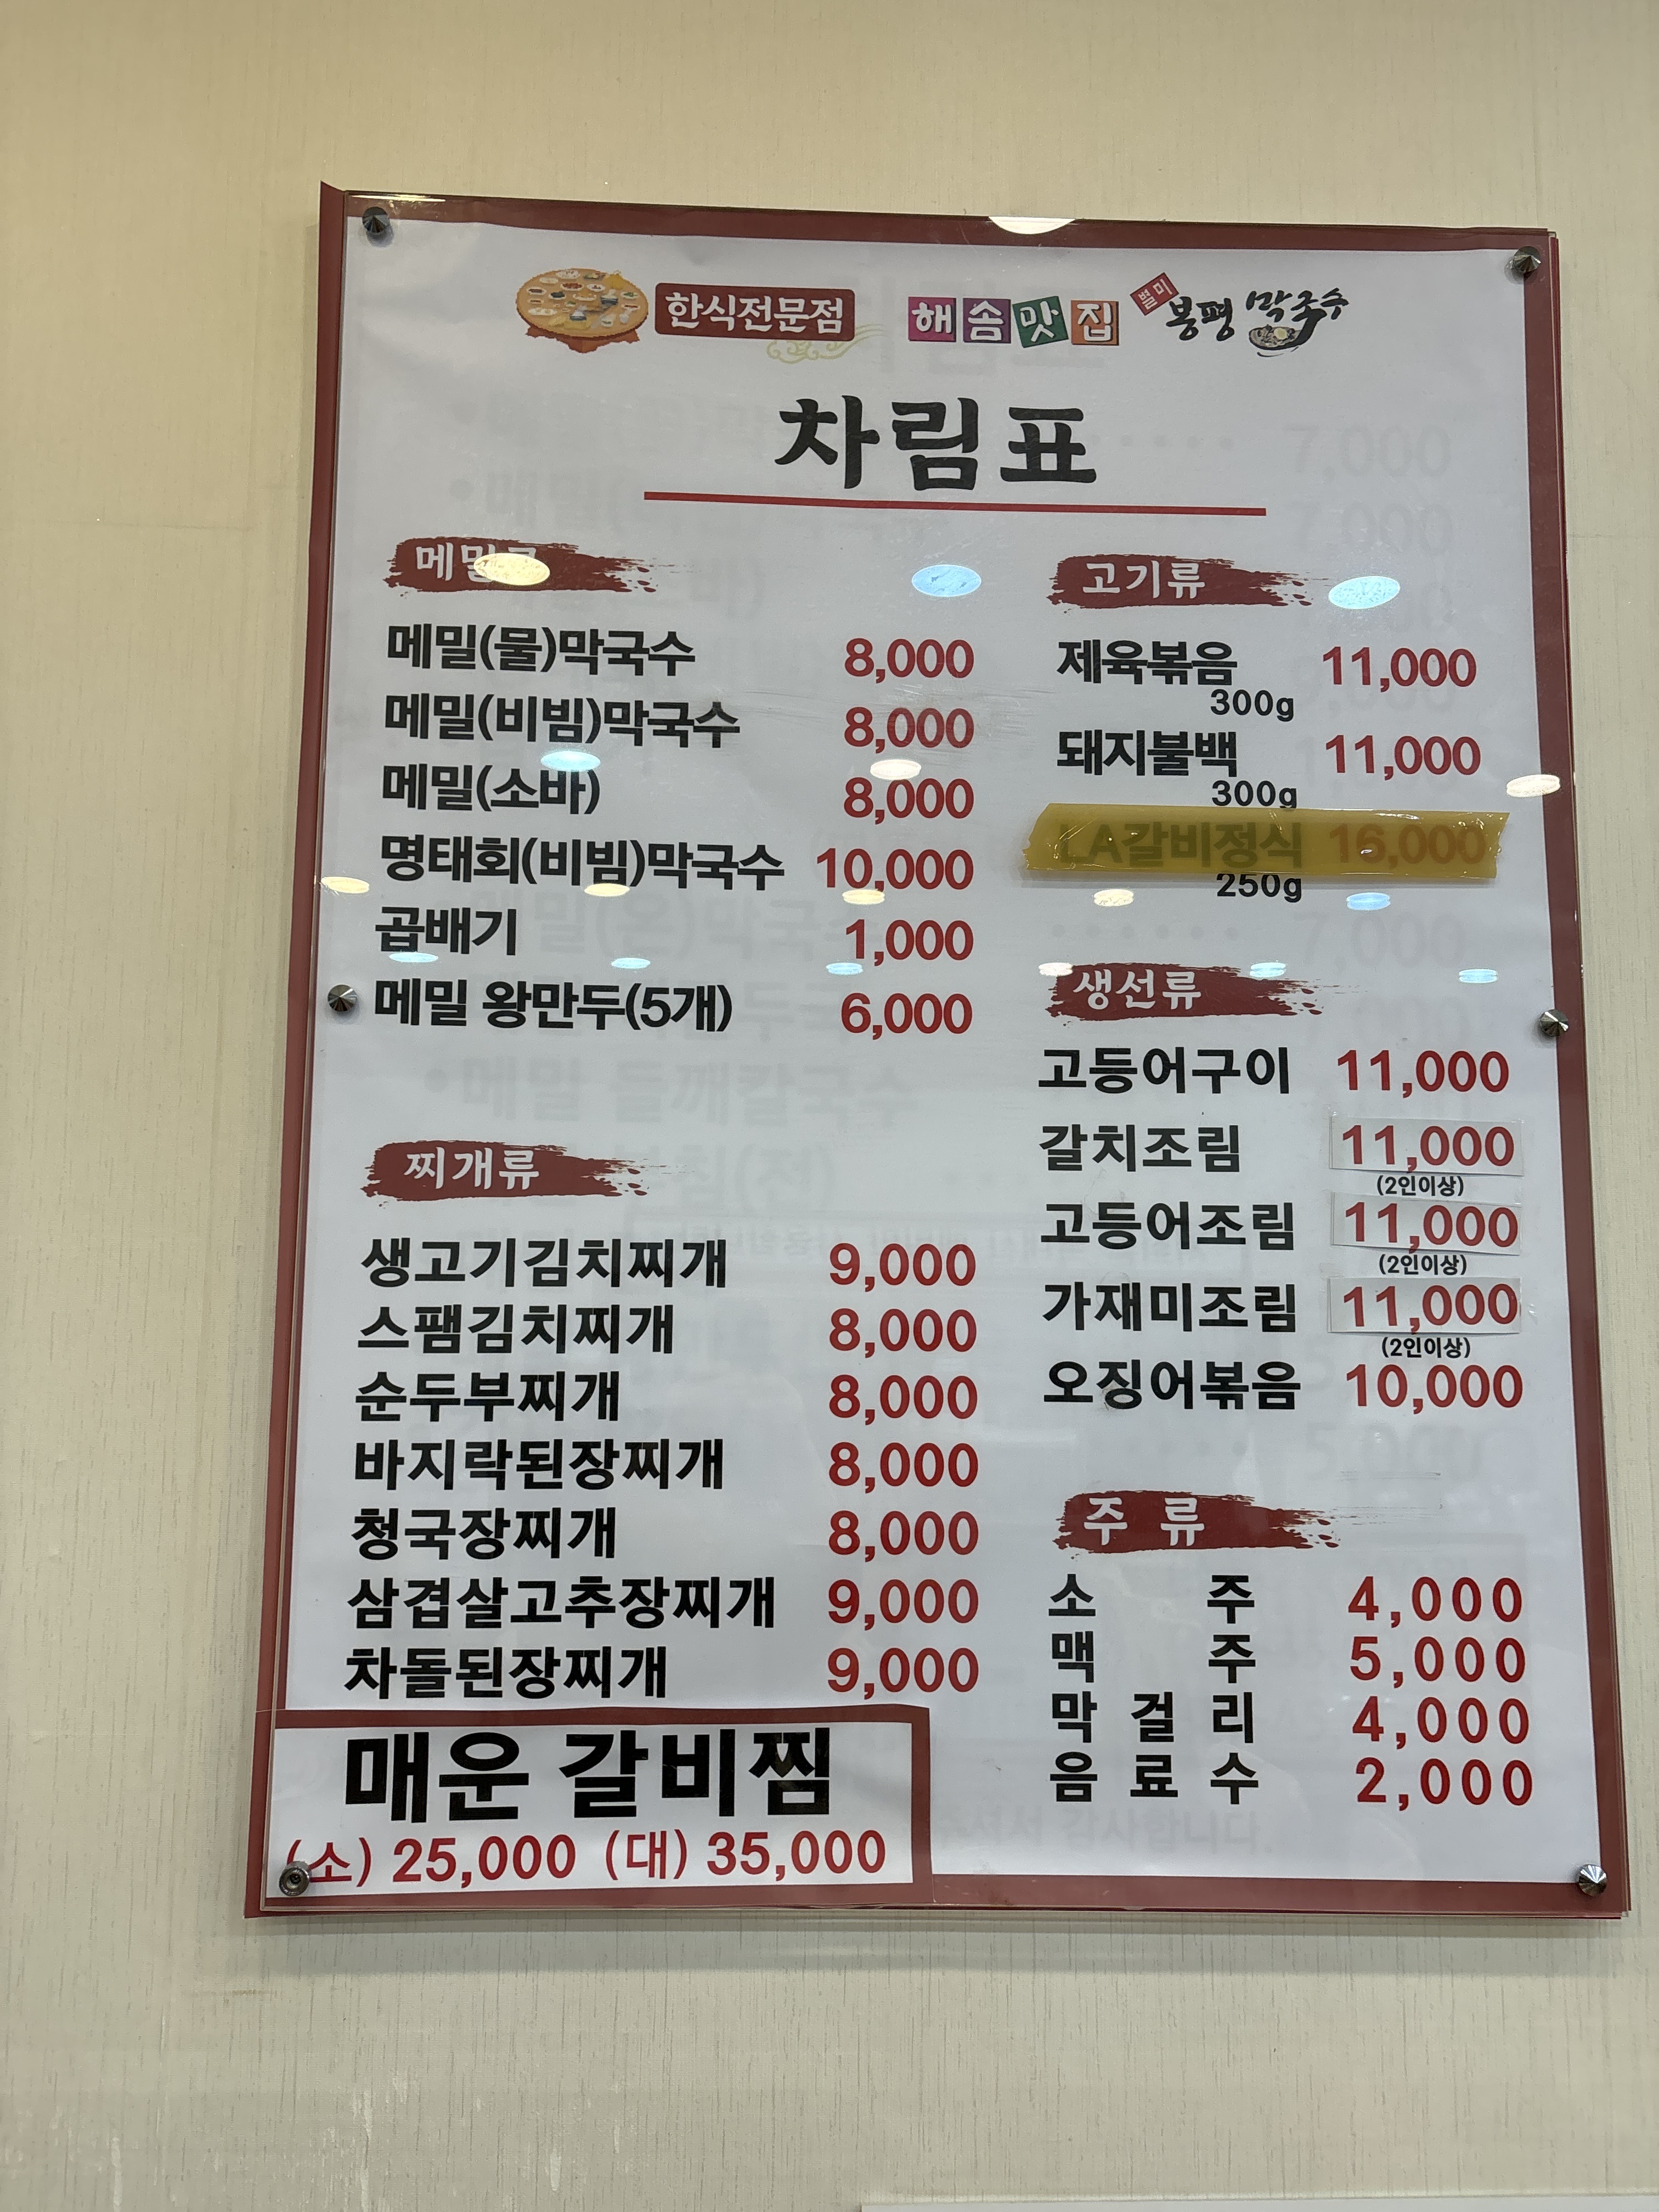 한식전문점 해솜맛집 별미 봉평 막국수
차림표
메밀류
메밀(물)막국수 8,000
메밀(비빔)막국수 8,000
메밀(소바) 8,000
명태회(비빔)막국수 10,000
곱배기 1,000
메밀 왕만두(5개) 6,000
찌개류
생고기김치찌개 9,000
스팸김치찌개 8,000
순두부찌개 8,000
바지락된장찌개 8,000
청국장찌개 8,000
삼겹살고추장찌개 9,000
차돌된장찌개 9,000
매운 갈비찜
(소) 25,000 (대) 35,000
고기류
제육볶음 11,000
300g
돼지불백 11,000
300g
LA갈비정식 16,000
250g
생선류
고등어구이 11,000
갈치조림 11,000
(2인이상)
고등어조림 11,000
(2인이상)
가재미조림 11,000
(2인이상)
오징어볶음 10,000
주 류
소 주 4,000
맥 주 5,000
막 걸 리 4,000
음 료 수 2,000